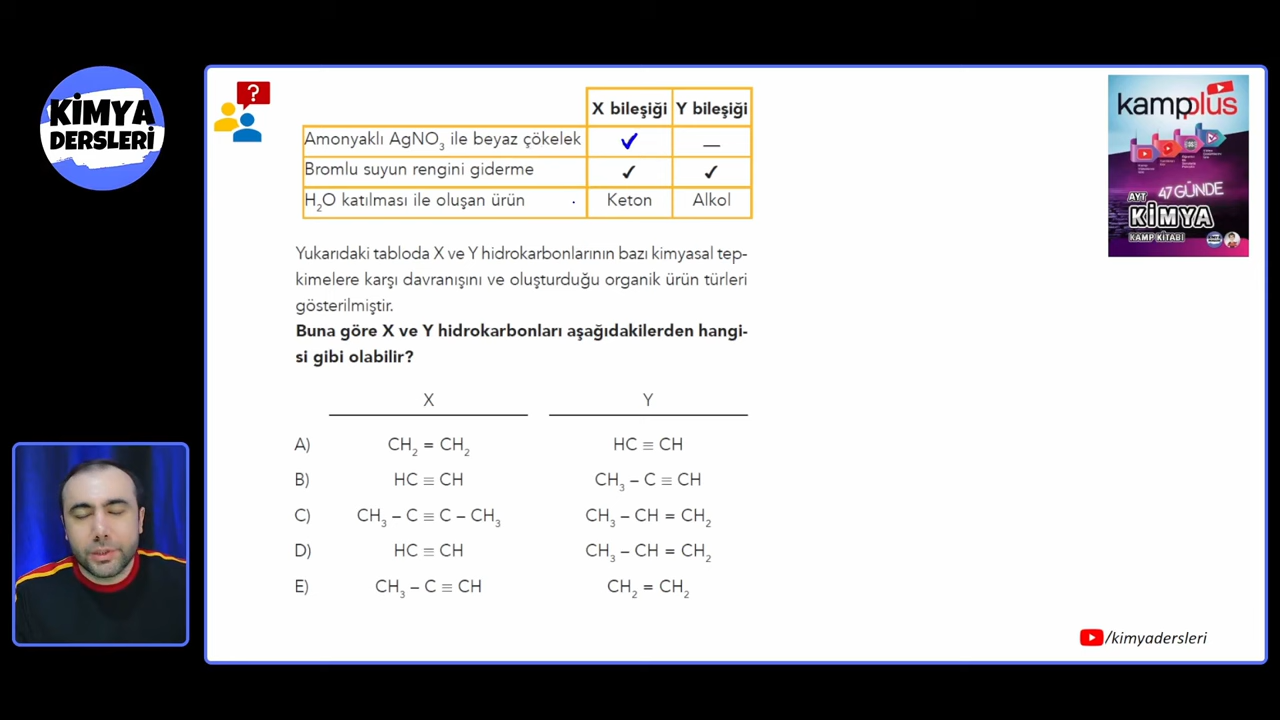 KİMYA
DERSLERİ
?
X bileşiği Y bileşiği
Amonyaklı AgNO3 ile beyaz çökelek ✓ —
Bromlu suyun rengini giderme ✓ ✓
H2O katılması ile oluşan ürün Keton Alkol
Yukarıdaki tabloda X ve Y hidrokarbonlarının bazı kimyasal tep-
kimelere karşı davranışını ve oluşturduğu organik ürün türleri
gösterilmiştir.
Buna göre X ve Y hidrokarbonları aşağıdakilerden hangi-
si gibi olabilir?
X Y
A) CH2 = CH2 HC ≡ CH
B) HC ≡ CH CH3 – C ≡ CH
C) CH3 – C ≡ C – CH3 CH3 – CH = CH2
D) HC ≡ CH CH3 – CH = CH2
E) CH3 – C ≡ CH CH2 = CH2
kampplus
47 GÜNDE
AYT
KİMYA
KAMP KİTABI
/kimyadersleri